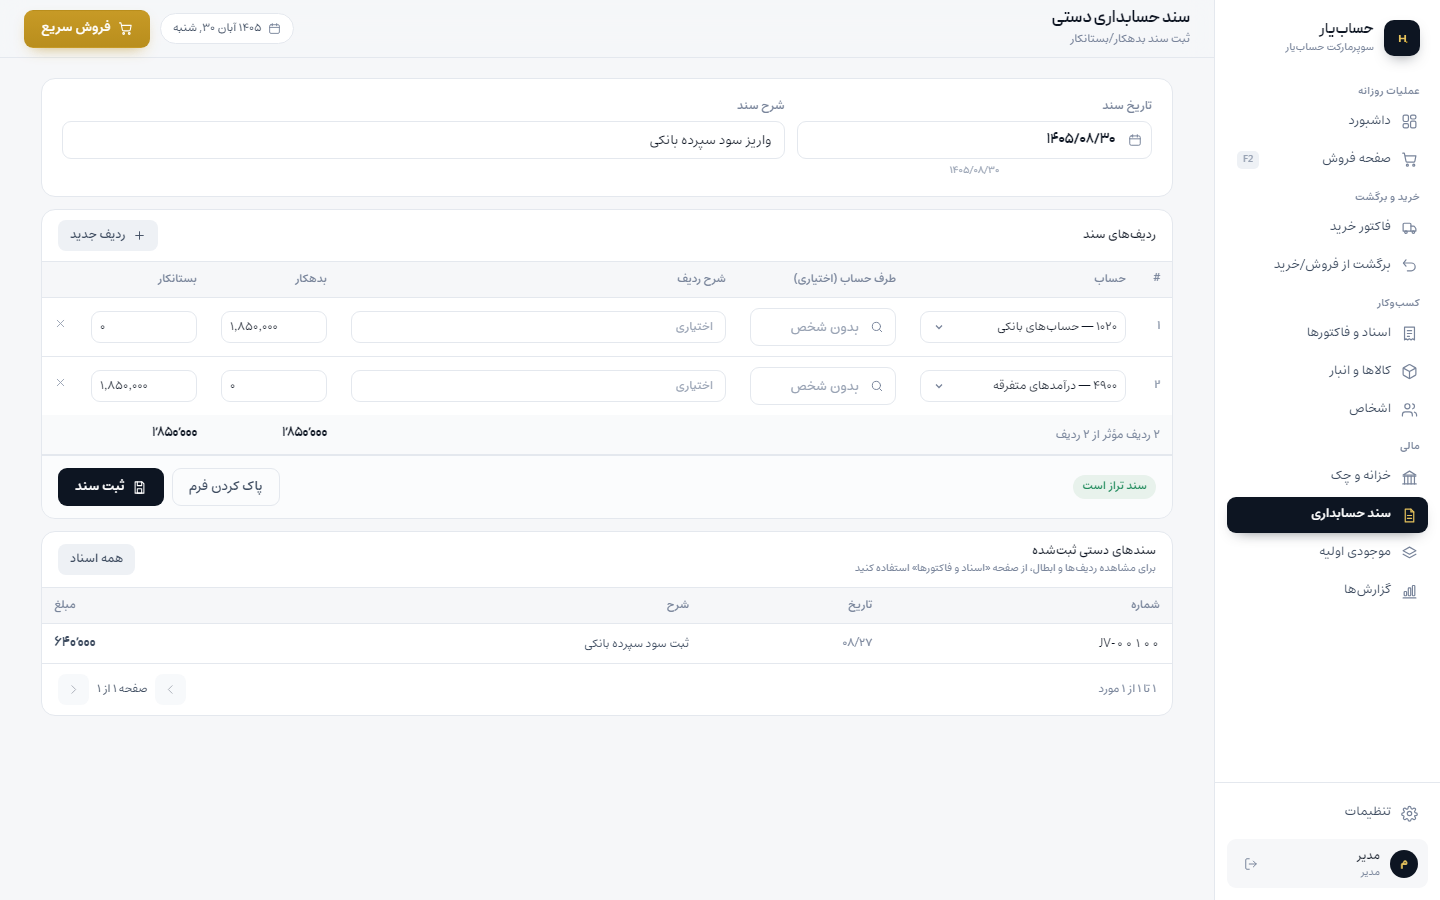 حساب‌یار
سوپرمارکت حساب‌یار
H.
عملیات روزانه
داشبورد
صفحه فروش
F2
خرید و برگشت
فاکتور خرید
برگشت از فروش/خرید
کسب‌وکار
اسناد و فاکتورها
کالاها و انبار
اشخاص
مالی
خزانه و چک
سند حسابداری
موجودی اولیه
گزارش‌ها
تنظیمات
م
مدیر
مدیر
سند حسابداری دستی
ثبت سند بدهکار/بستانکار
۱۴۰۵ آبان ۳۰, شنبه
فروش سریع
تاریخ سند
شرح سند
۱۴۰۵/۰۸/۳۰
واریز سود سپرده بانکی
۱۴۰۵/۰۸/۳۰
ردیف‌های سند
ردیف جدید
# حساب طرف حساب (اختیاری) شرح ردیف بدهکار بستانکار
۱ ۱۰۲۰ — حساب‌های بانکی بدون شخص اختیاری ۱,۸۵۰,۰۰۰ ۰
۲ ۴۹۰۰ — درآمدهای متفرقه بدون شخص اختیاری ۰ ۱,۸۵۰,۰۰۰
۲ ردیف مؤثر از ۲ ردیف ۱٬۸۵۰٬۰۰۰ ۱٬۸۵۰٬۰۰۰
سند تراز است
پاک کردن فرم
ثبت سند
سندهای دستی ثبت‌شده
برای مشاهده ردیف‌ها و ابطال، از صفحه «اسناد و فاکتورها» استفاده کنید
همه اسناد
شماره تاریخ شرح مبلغ
JV-۰۰۱۰۰ ۰۸/۲۷ ثبت سود سپرده بانکی ۶۴۰٬۰۰۰
۱ تا ۱ از ۱ مورد
صفحه ۱ از ۱